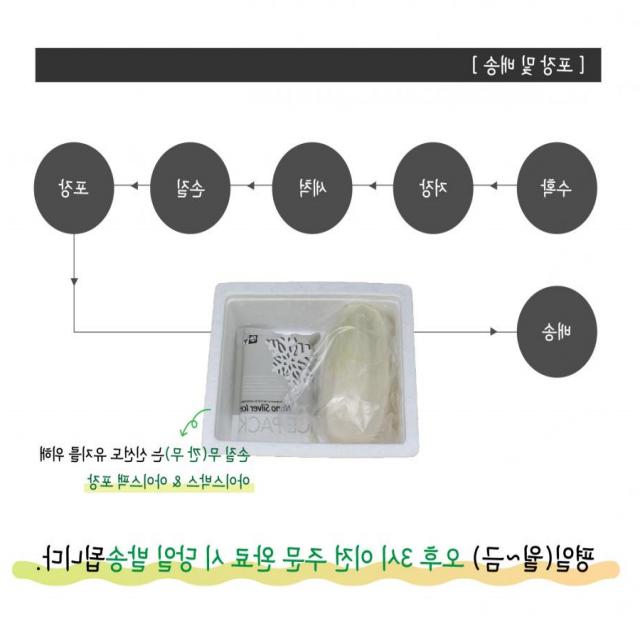 [ 포장 및 배송 ]
수확
저장
세척
손질
포장
배송
Nano Silver Ice
ICE PACK
손질 무(깐 무)는 신선도 유지를 위해
아이스박스 & 아이스팩 포장
평일(월~금) 오후 3시 이전 주문 완료 시 당일 발송됩니다.